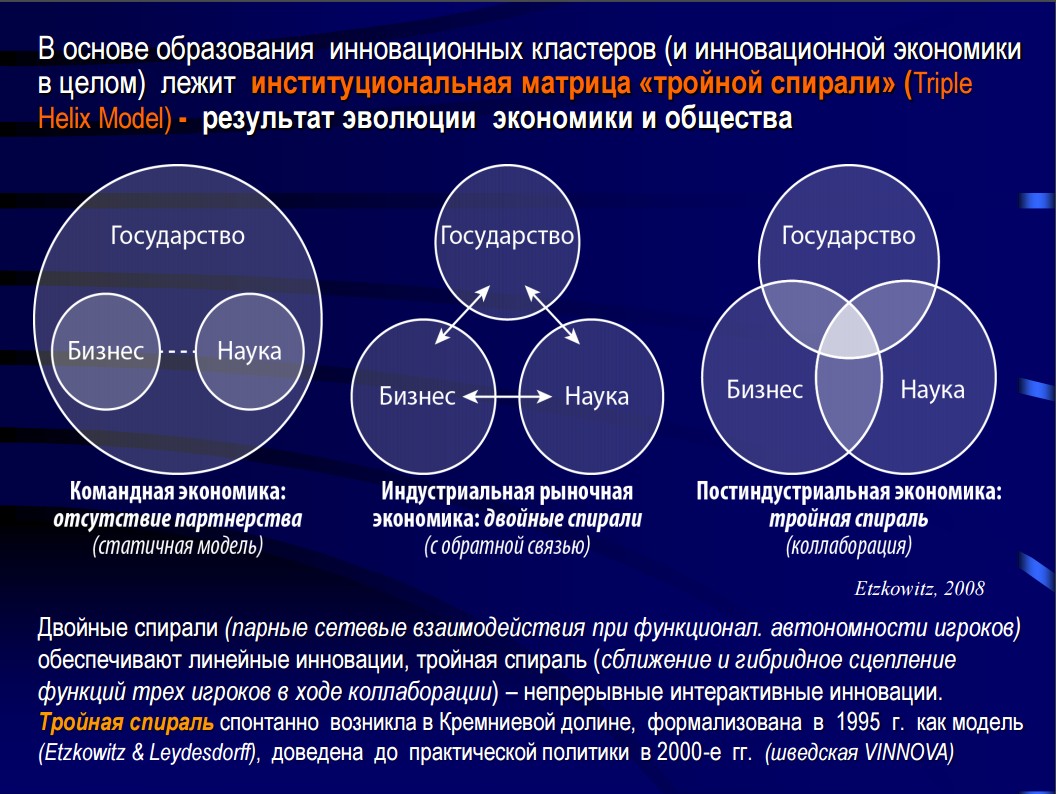 В основе образования инновационных кластеров (и инновационной экономики
в целом) лежит институциональная матрица «тройной спирали» (Triple
Helix Model) - результат эволюции экономики и общества
Государство
Бизнес
Наука
Командная экономика:
отсутствие партнерства
(статичная модель)
Государство
Бизнес
Наука
Индустриальная рыночная
экономика: двойные спирали
(с обратной связью)
Государство
Бизнес
Наука
Постиндустриальная экономика:
тройная спираль
(коллаборация)
Etzkowitz, 2008
Двойные спирали (парные сетевые взаимодействия при функционал. автономности игроков)
обеспечивают линейные инновации, тройная спираль (сближение и гибридное сцепление
функций трех игроков в ходе коллаборации) – непрерывные интерактивные инновации.
Тройная спираль спонтанно возникла в Кремниевой долине, формализована в 1995 г. как модель
(Etzkowitz & Leydesdorff), доведена до практической политики в 2000-е гг. (шведская VINNOVA)